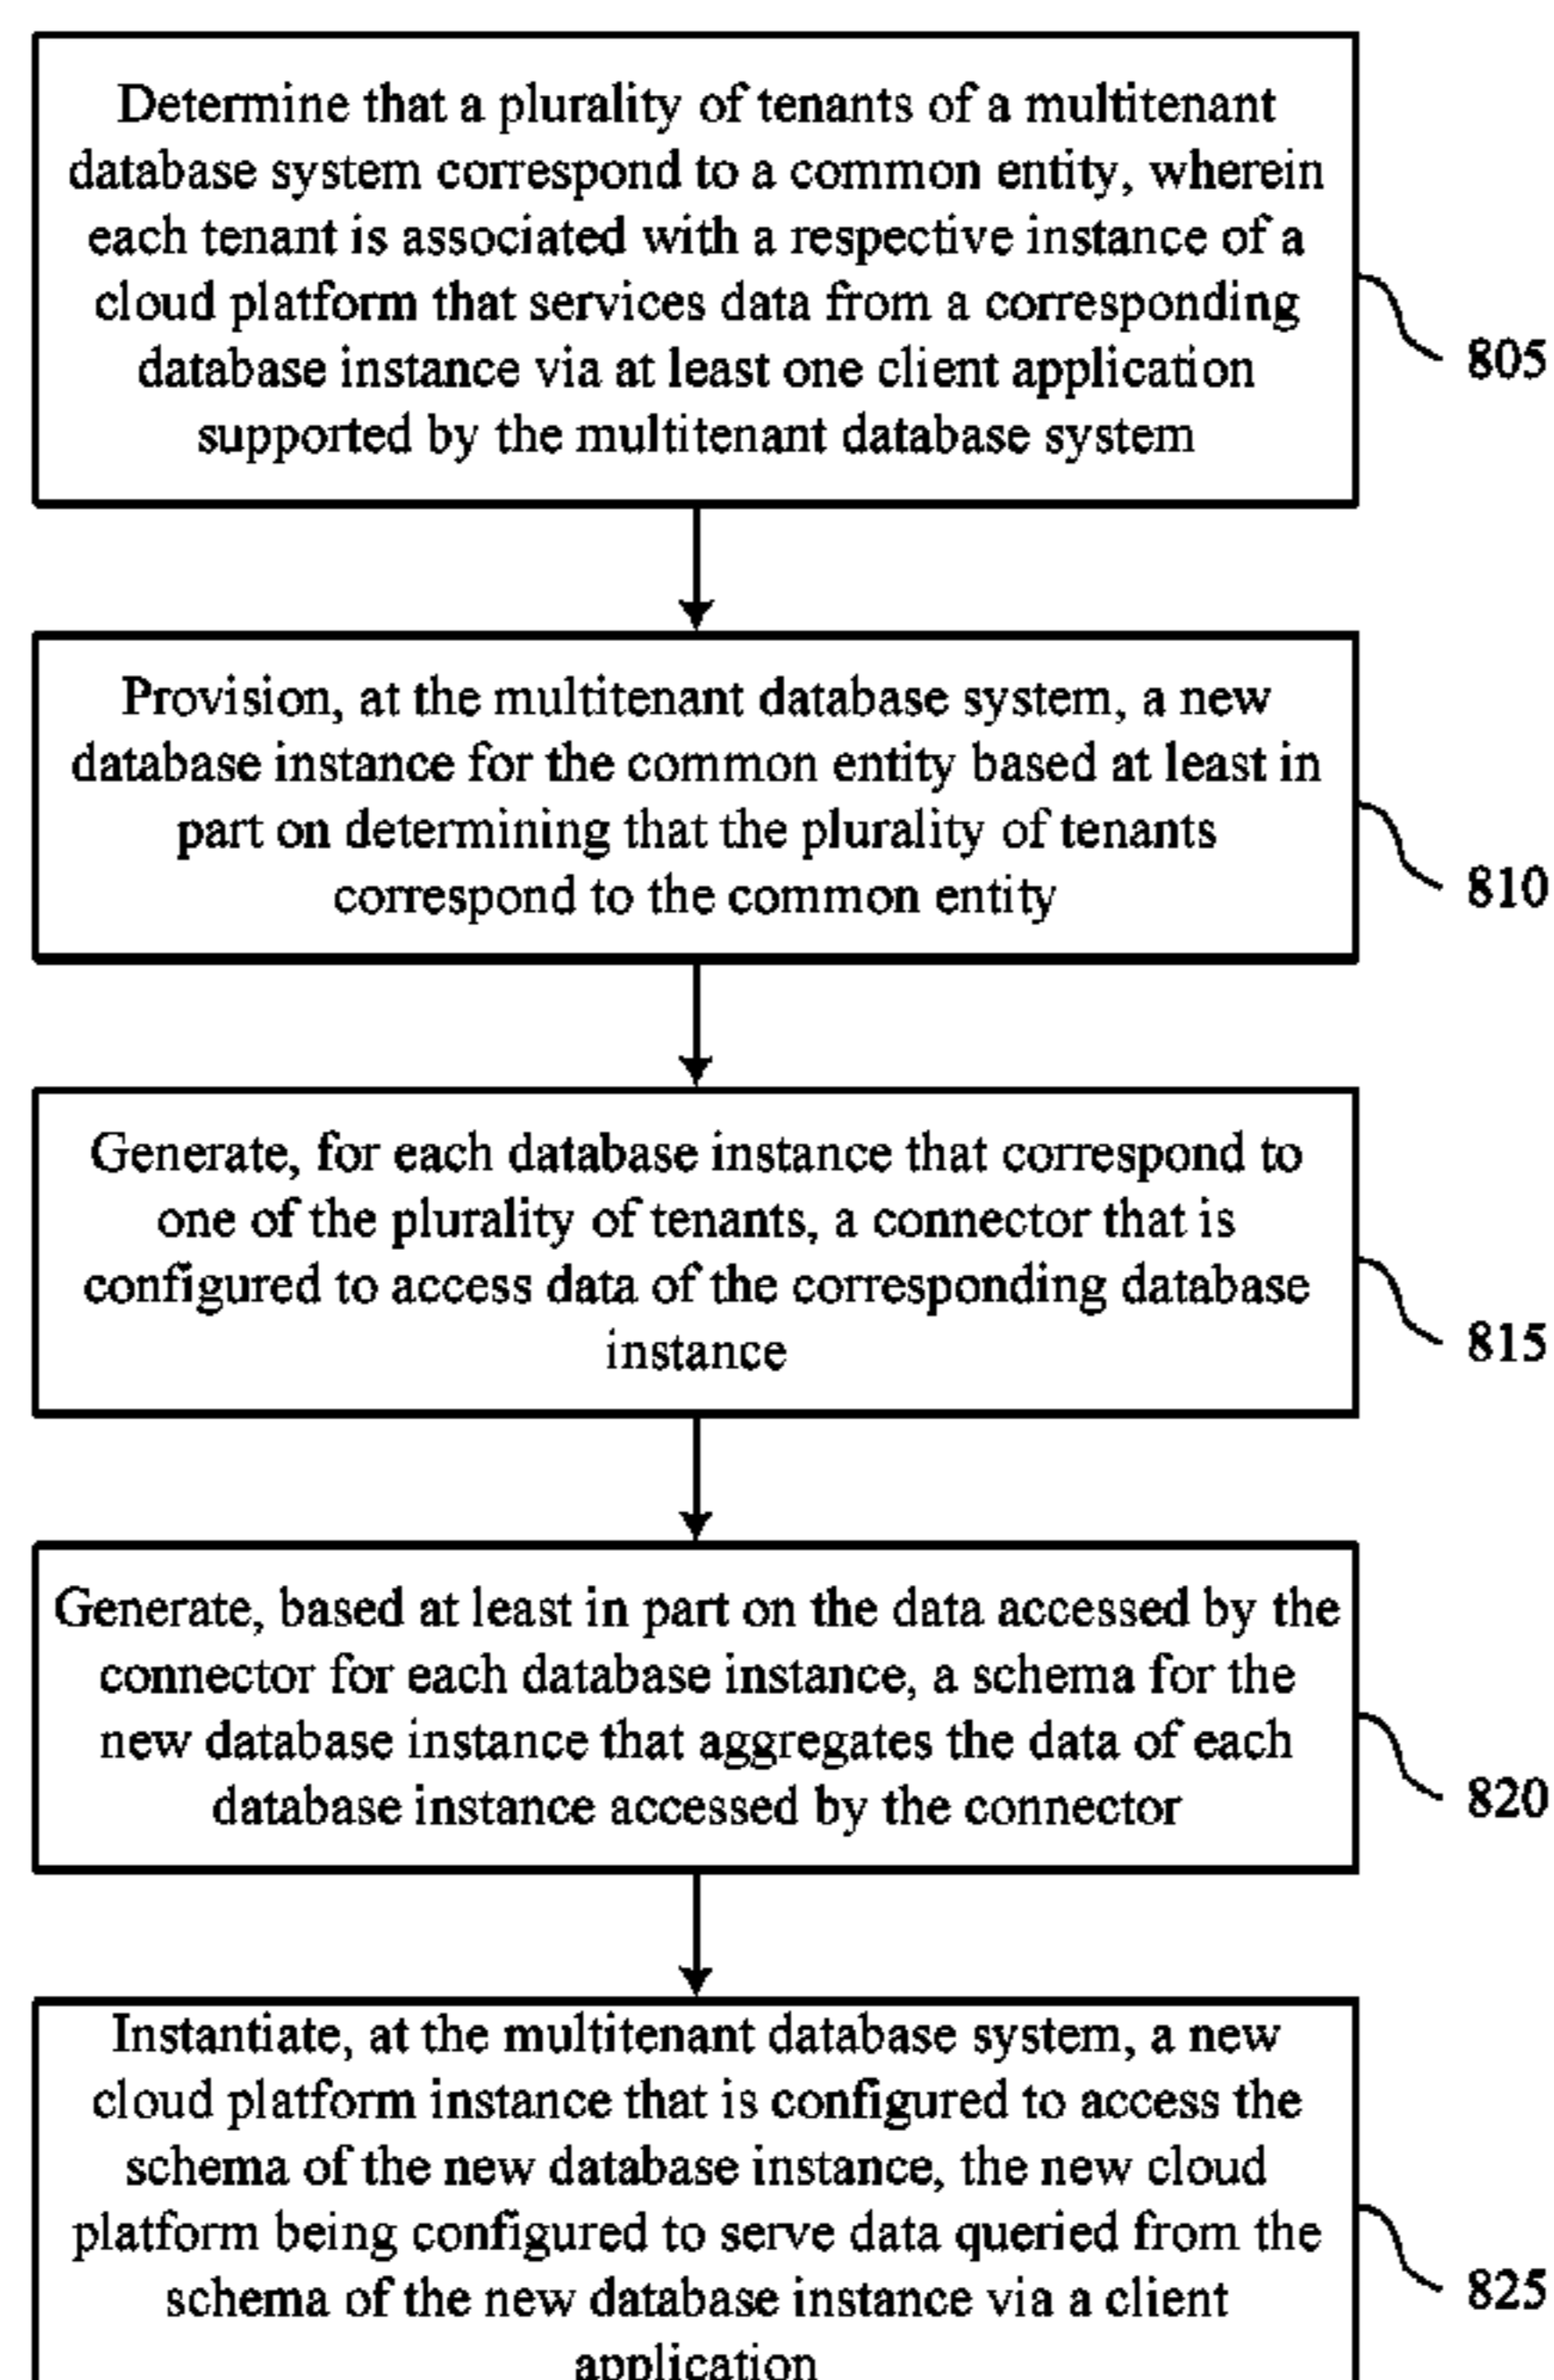 Determine that a plurality of tenants of a multitenant
database system correspond to a common entity, wherein
each tenant is associated with a respective instance of a
cloud platform that services data from a corresponding
database instance via at least one client application
supported by the multitenant database system
805
Provision, at the multitenant database system, a new
database instance for the common entity based at least in
part on determining that the plurality of tenants
correspond to the common entity
810
Generate, for each database instance that correspond to
one of the plurality of tenants, a connector that is
configured to access data of the corresponding database
instance
815
Generate, based at least in part on the data accessed by the
connector for each database instance, a schema for the
new database instance that aggregates the data of each
database instance accessed by the connector
820
Instantiate, at the multitenant database system, a new
cloud platform instance that is configured to access the
schema of the new database instance, the new cloud
platform being configured to serve data queried from the
schema of the new database instance via a client
application
825